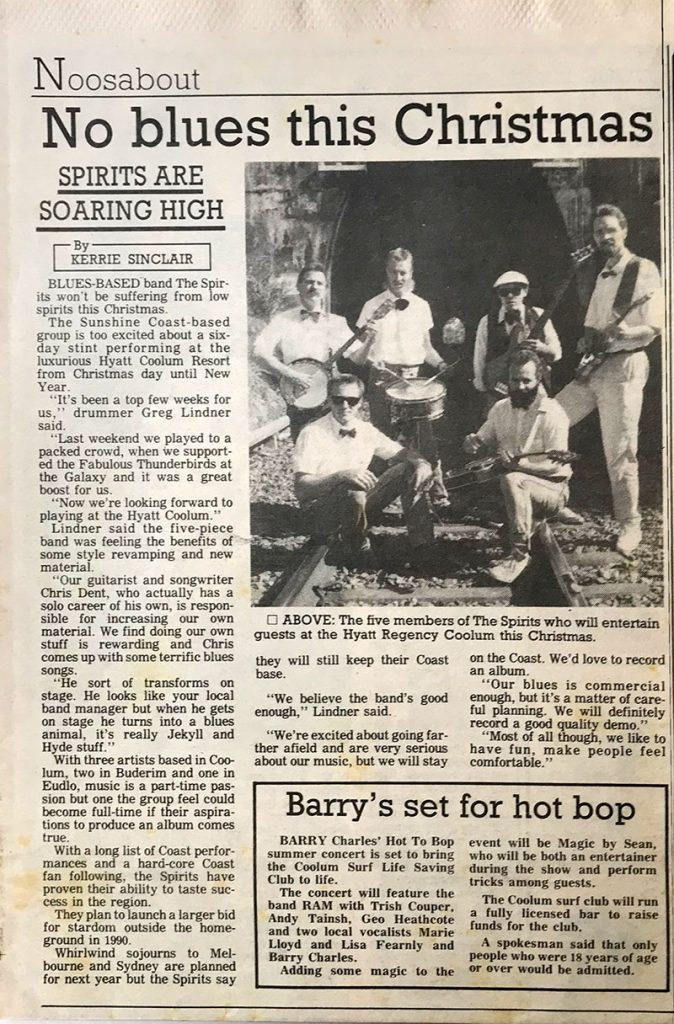 Noosabout
No blues this Christmas
SPIRITS ARE
SOARING HIGH
By
KERRIE SINCLAIR
BLUES-BASED band The Spir-
its won't be suffering from low
spirits this Christmas.
The Sunshine Coast-based
group is too excited about a six-
day stint performing at the
luxurious Hyatt Coolum Resort
from Christmas day until New
Year.
"It's been a top few weeks for
us," drummer Greg Lindner
said.
"Last weekend we played to a
packed crowd, when we support-
ed the Fabulous Thunderbirds at
the Galaxy and it was a great
boost for us.
"Now we're looking forward to
playing at the Hyatt Coolum."
Lindner said the five-piece
band was feeling the benefits of
some style revamping and new
material.
"Our guitarist and songwriter
Chris Dent, who actually has a
solo career of his own, is respon-
sible for increasing our own
material. We find doing our own
stuff is rewarding and Chris
comes up with some terrific blues
songs.
"He sort of transforms on
stage. He looks like your local
band manager but when he gets
on stage he turns into a blues
animal, it's really Jekyll and
Hyde stuff."
With three artists based in Coo-
lum, two in Buderim and one in
Eudlo, music is a part-time pas-
sion but one the group feel could
become full-time if their aspira-
tions to produce an album comes
true.
With a long list of Coast perfor-
mances and a hard-core Coast
fan following, the Spirits have
proven their ability to taste suc-
cess in the region.
They plan to launch a larger bid
for stardom outside the home-
ground in 1990.
Whirlwind sojourns to Mel-
bourne and Sydney are planned
for next year but the Spirits say
□ ABOVE: The five members of The Spirits who will entertain
guests at the Hyatt Regency Coolum this Christmas.
they will still keep their Coast
base.
"We believe the band's good
enough," Lindner said.
"We're excited about going far-
ther afield and are very serious
about our music, but we will stay
on the Coast. We'd love to record
an album.
"Our blues is commercial
enough, but it's a matter of care-
ful planning. We will definitely
record a good quality demo."
"Most of all though, we like to
have fun, make people feel
comfortable."
Barry's set for hot bop
BARRY Charles' Hot To Bop
summer concert is set to bring
the Coolum Surf Life Saving
Club to life.
The concert will feature the
band RAM with Trish Couper,
Andy Tainsh, Geo Heathcote
and two local vocalists Marie
Lloyd and Lisa Fearnly and
Barry Charles.
Adding some magic to the
event will be Magic by Sean,
who will be both an entertainer
during the show and perform
tricks among guests.
The Coolum surf club will run
a fully licensed bar to raise
funds for the club.
A spokesman said that only
people who were 18 years of age
or over would be admitted.